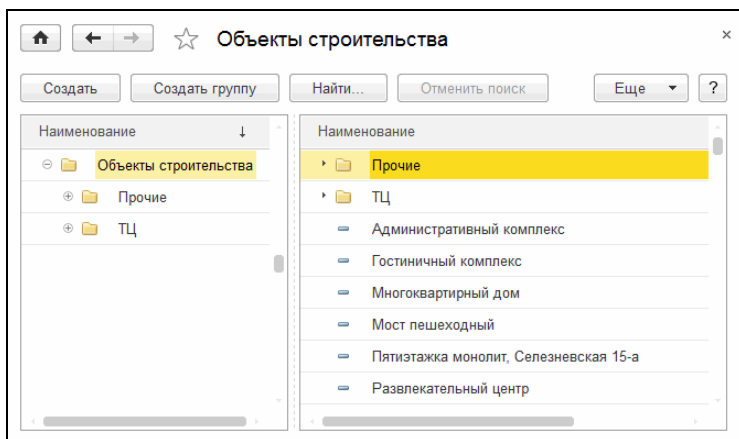 Объекты строительства ×
Создать Создать группу Найти... Отменить поиск Еще ?
Наименование ↓
Объекты строительства
Прочие
ТЦ
Наименование
Прочие
ТЦ
Административный комплекс
Гостиничный комплекс
Многоквартирный дом
Мост пешеходный
Пятиэтажка монолит, Селезневская 15-а
Развлекательный центр